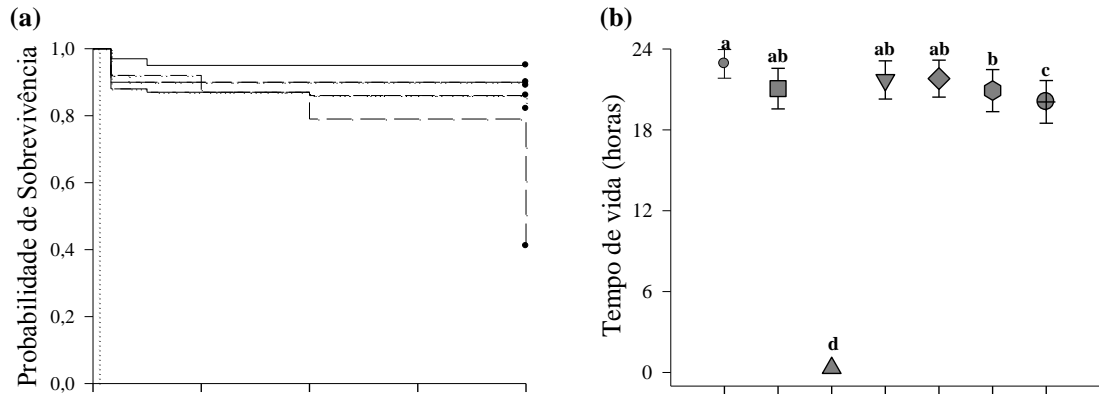 (a)
Probabilidade de Sobrevivência
1,0
0,8
0,6
0,4
0,2
0,0
(b)
Tempo de vida (horas)
24
18
12
6
0
a
ab
d
ab
ab
b
c